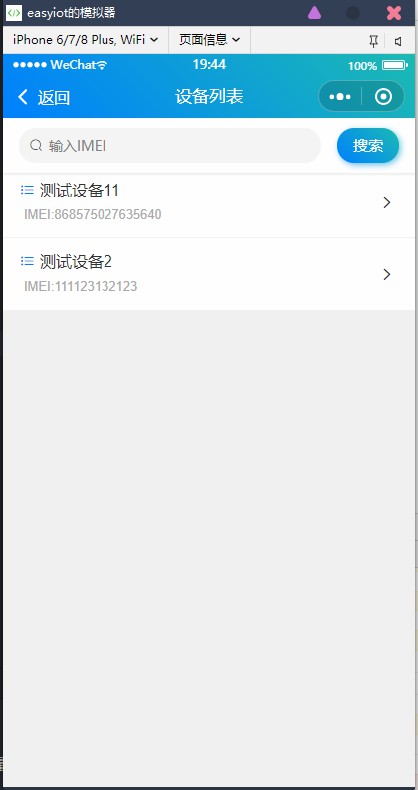 easyiot的模拟器
iPhone 6/7/8 Plus, WiFi 页面信息
WeChat 19:44 100%
返回 设备列表
输入IMEI 搜索
测试设备11
IMEI:868575027635640
测试设备2
IMEI:111123132123